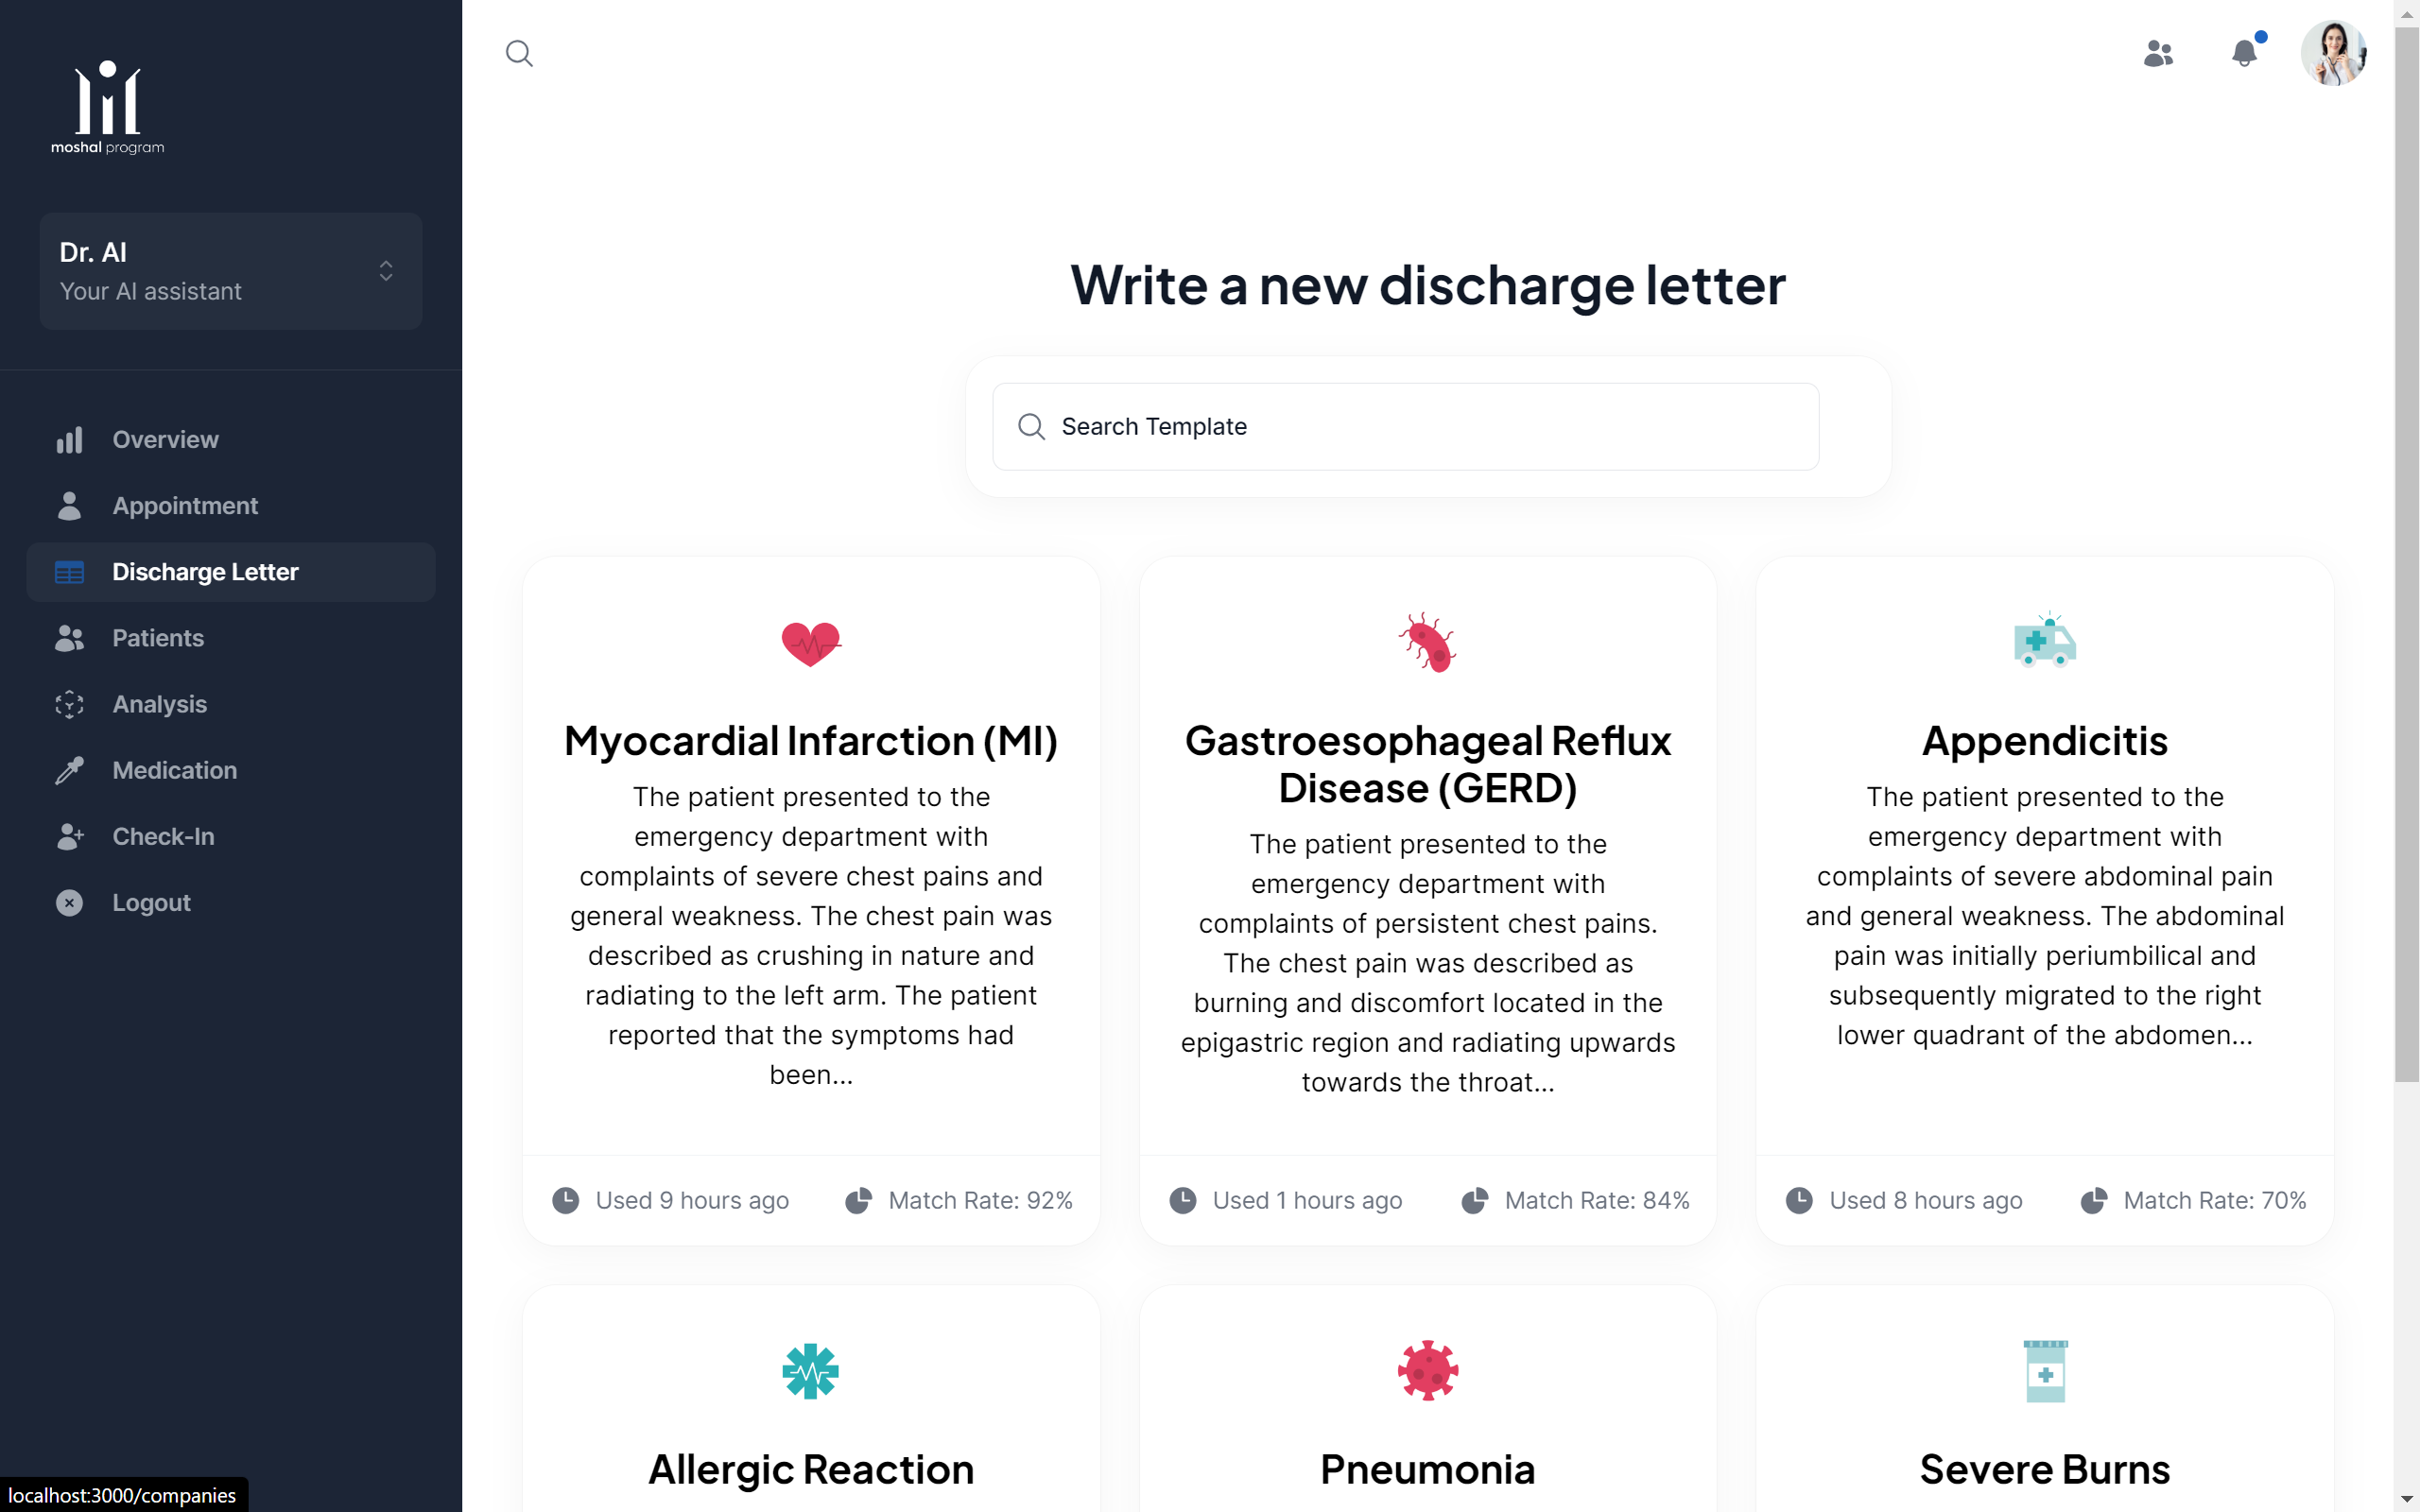 moshal program
Dr. AI
Your AI assistant
Overview
Appointment
Discharge Letter
Patients
Analysis
Medication
Check-In
Logout
localhost:3000/companies
Write a new discharge letter
Search Template
Myocardial Infarction (MI)
The patient presented to the
emergency department with
complaints of severe chest pains and
general weakness. The chest pain was
described as crushing in nature and
radiating to the left arm. The patient
reported that the symptoms had
been...
Used 9 hours ago
Match Rate: 92%
Gastroesophageal Reflux
Disease (GERD)
The patient presented to the
emergency department with
complaints of persistent chest pains.
The chest pain was described as
burning and discomfort located in the
epigastric region and radiating upwards
towards the throat...
Used 1 hours ago
Match Rate: 84%
Appendicitis
The patient presented to the
emergency department with
complaints of severe abdominal pain
and general weakness. The abdominal
pain was initially periumbilical and
subsequently migrated to the right
lower quadrant of the abdomen...
Used 8 hours ago
Match Rate: 70%
Allergic Reaction
Pneumonia
Severe Burns